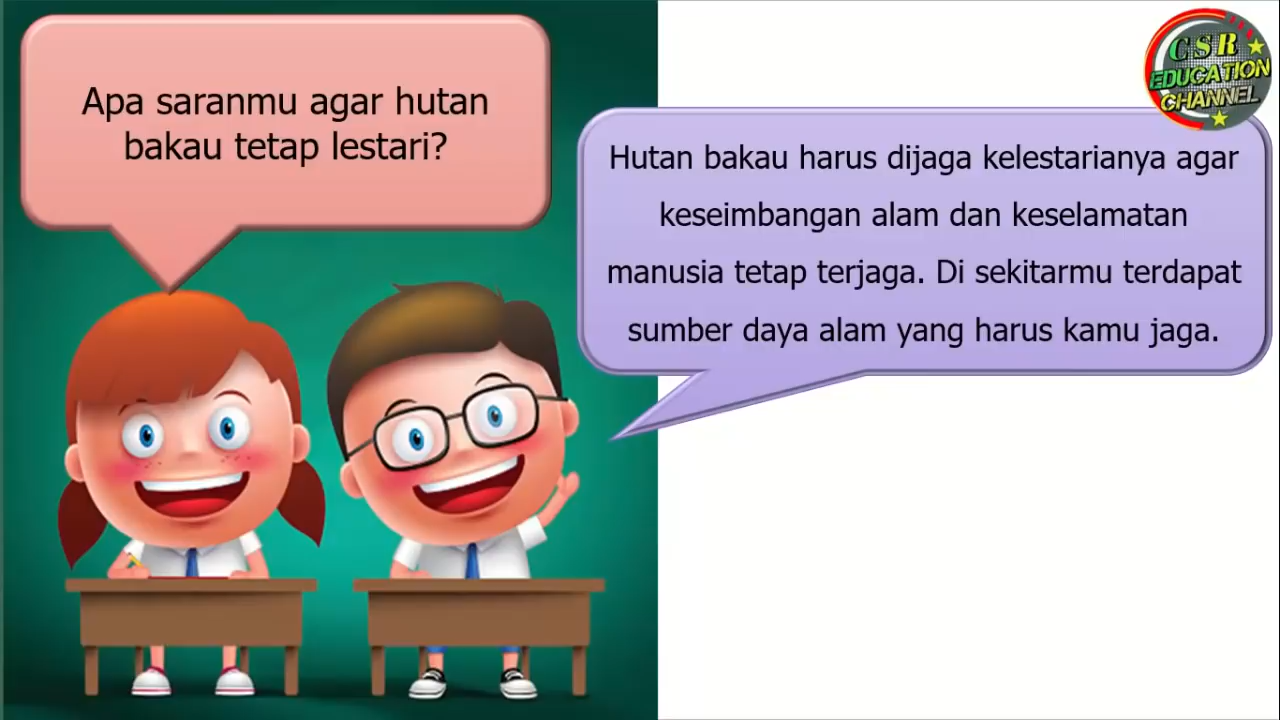 Apa saranmu agar hutan
bakau tetap lestari?
CSR
EDUCATION
CHANNEL
Hutan bakau harus dijaga kelestarianya agar
keseimbangan alam dan keselamatan
manusia tetap terjaga. Di sekitarmu terdapat
sumber daya alam yang harus kamu jaga.